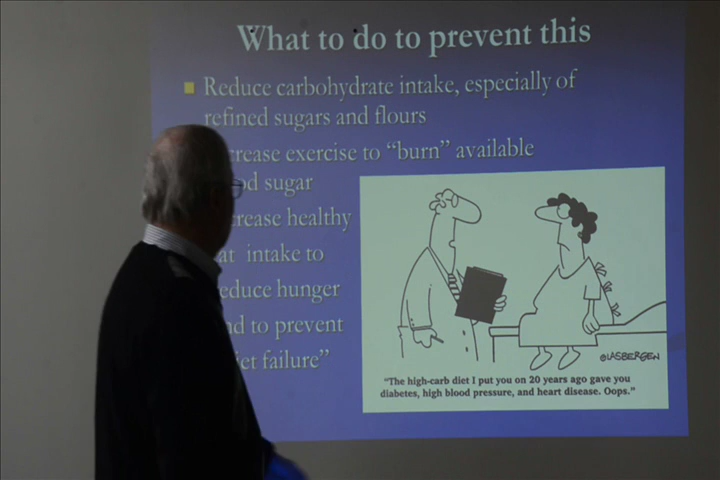 What to do to prevent this
Reduce carbohydrate intake, especially of
refined sugars and flours
crease exercise to “burn” available
d sugar
crease healthy
at intake to
educe hunger
nd to prevent
iet failure”
©LASBERGEN
“The high-carb diet I put you on 20 years ago gave you
diabetes, high blood pressure, and heart disease. Oops.”